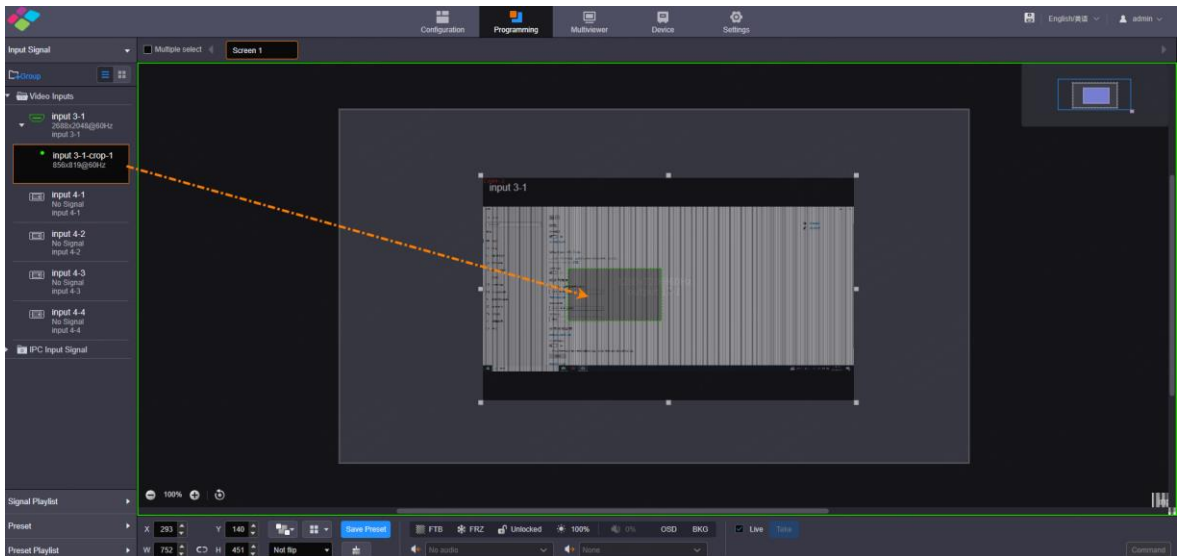 Configuration
Programming
Multiviewer
Device
Settings
English/英语
admin
Input Signal
Multiple select
Screen 1
Group
Video Inputs
input 3-1
2688x2048@60Hz
input 3-1
input 3-1-crop-1
856x819@60Hz
input 4-1
No Signal
input 4-1
input 4-2
No Signal
input 4-2
input 4-3
No Signal
input 4-3
input 4-4
No Signal
input 4-4
IPC Input Signal
input 3-1
100%
Signal Playlist
Preset
Preset Playlist
X 293 Y 140 Save Preset FTB FRZ Unlocked 100% 0% OSD BKG Live Take
W 752 H 451 Not flip No audio None Command